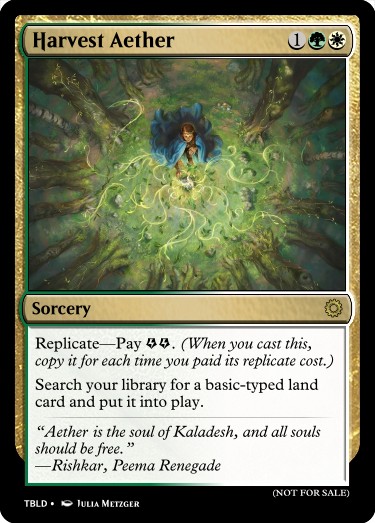 Harvest Aether 1
Sorcery
Replicate—Pay . (When you cast this,
copy it for each time you paid its replicate cost.)
Search your library for a basic-typed land
card and put it into play.
“Aether is the soul of Kaladesh, and all souls
should be free.”
—Rishkar, Peema Renegade
TBLD • Julia Metzger
(NOT FOR SALE)